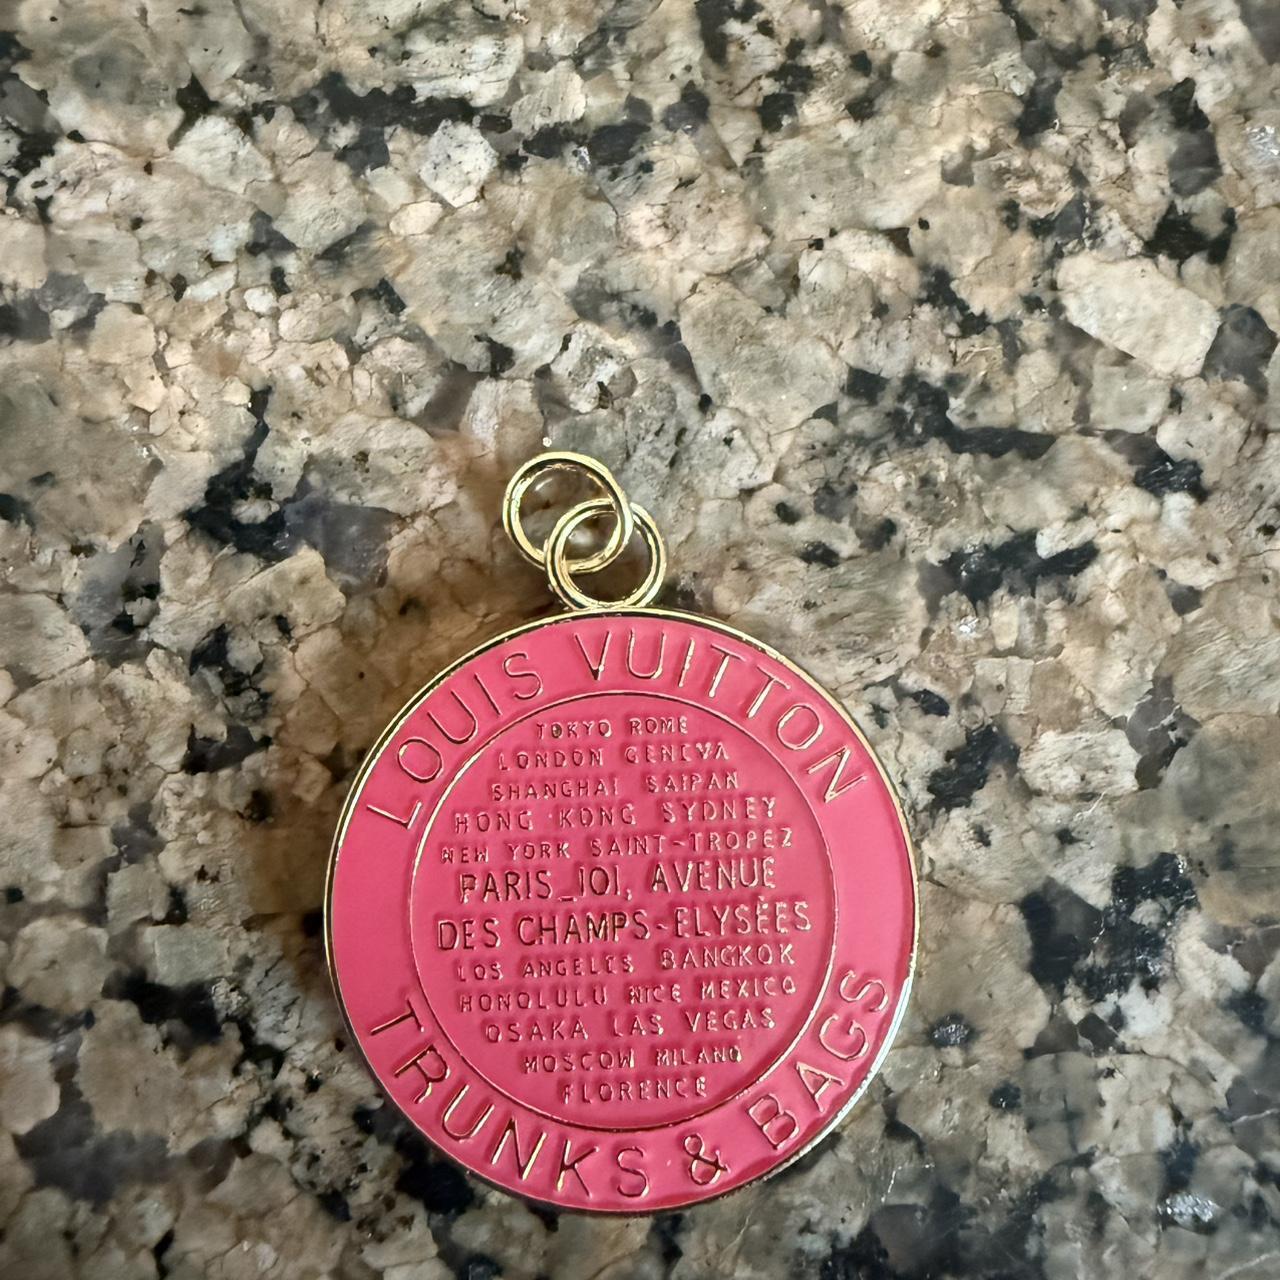 LOUIS VUITTON
TOKYO ROME
LONDON GENEVA
SHANGHAI SAIPAN
HONG KONG SYDNEY
NEW YORK SAINT-TROPEZ
PARIS_101, AVENUE
DES CHAMPS-ELYSÉES
LOS ANGELES BANGKOK
HONOLULU NICE MEXICO
OSAKA LAS VEGAS
MOSCOW MILANO
FLORENCE
TRUNKS & BAGS